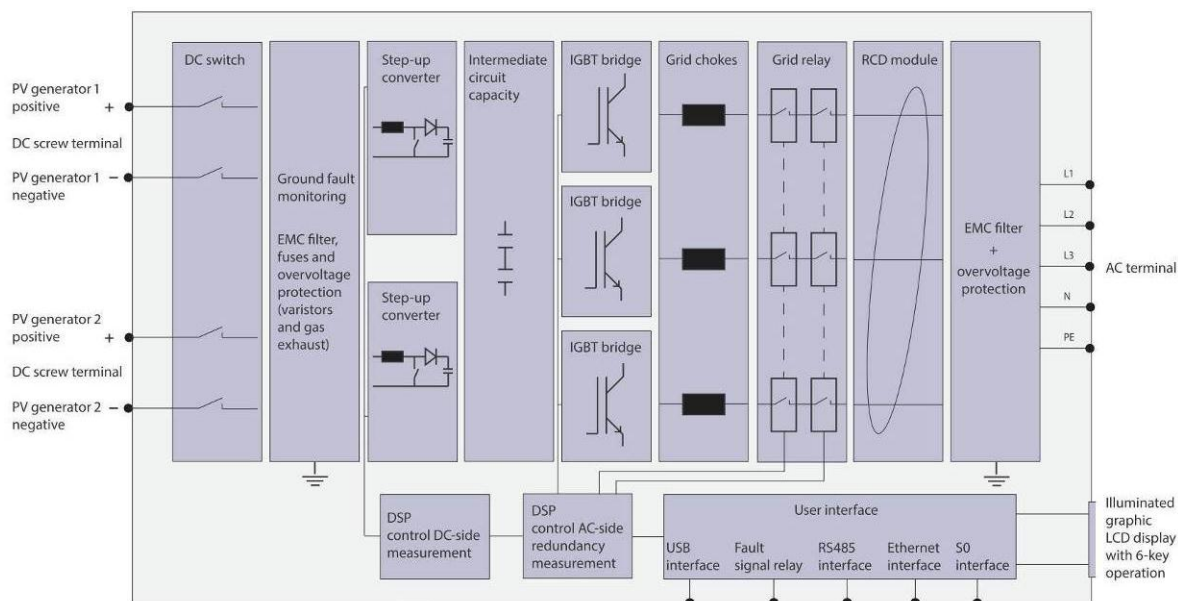 DC switch
Step-up
converter
Intermediate
circuit
capacity
IGBT bridge
Grid chokes
Grid relay
RCD module
PV generator 1
positive
+
DC screw terminal
PV generator 1
negative
–
Ground fault
monitoring
EMC filter,
fuses and
overvoltage
protection
(varistors
and gas
exhaust)
IGBT bridge
Step-up
converter
IGBT bridge
PV generator 2
positive
+
DC screw terminal
PV generator 2
negative
–
EMC filter
+
overvoltage
protection
L1
L2
L3
N
PE
AC terminal
DSP
control DC-side
measurement
DSP
control AC-side
redundancy
measurement
User interface
USB
interface
Fault
signal relay
RS485
interface
Ethernet
interface
S0
interface
Illuminated
graphic
LCD display
with 6-key
operation